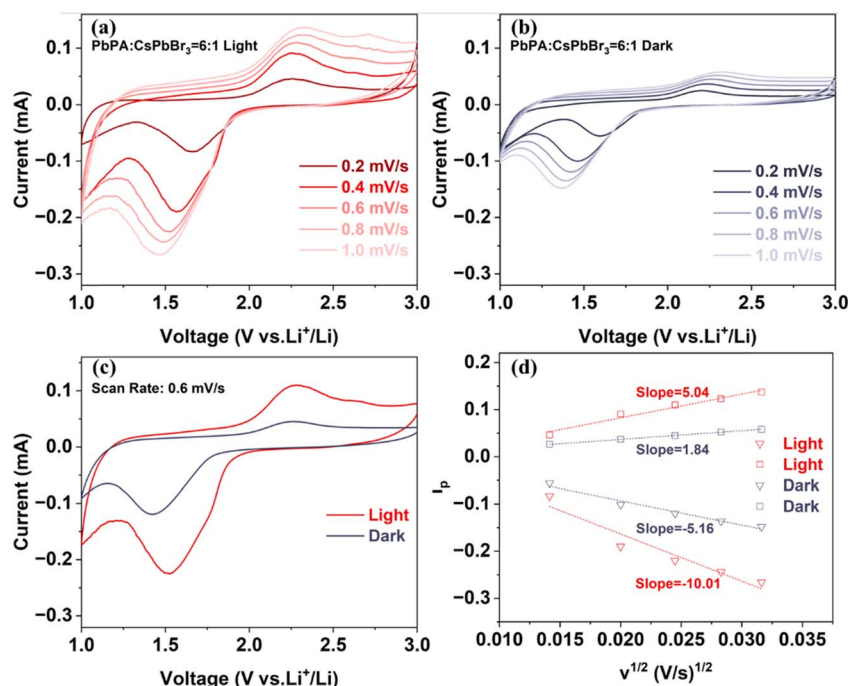 (a)
PbPA:CsPbBr₃=6:1 Light
0.1
0.0
−0.1
−0.2
−0.3
Current (mA)
0.2 mV/s
0.4 mV/s
0.6 mV/s
0.8 mV/s
1.0 mV/s
1.0 1.5 2.0 2.5 3.0
Voltage (V vs.Li⁺/Li)
(b)
PbPA:CsPbBr₃=6:1 Dark
0.1
0.0
−0.1
−0.2
−0.3
Current (mA)
0.2 mV/s
0.4 mV/s
0.6 mV/s
0.8 mV/s
1.0 mV/s
1.0 1.5 2.0 2.5 3.0
Voltage (V vs.Li⁺/Li)
(c)
Scan Rate: 0.6 mV/s
0.1
0.0
−0.1
−0.2
−0.3
Current (mA)
Light
Dark
1.0 1.5 2.0 2.5 3.0
Voltage (V vs.Li⁺/Li)
(d)
0.2
0.1
0.0
−0.1
−0.2
−0.3
Ip
Slope=5.04
Slope=1.84
Slope=-5.16
Slope=-10.01
Light
Light
Dark
Dark
0.010 0.015 0.020 0.025 0.030 0.035
v¹ᐟ² (V/s)¹ᐟ²